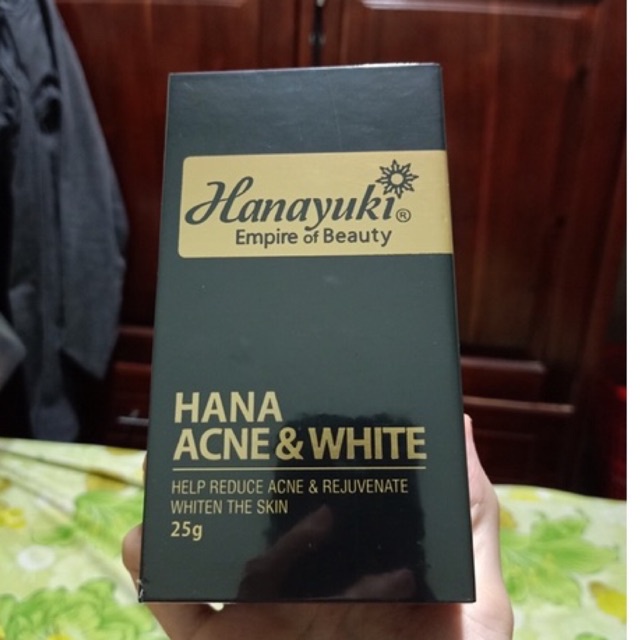 Hanayuki®
Empire of Beauty
HANA
ACNE & WHITE
HELP REDUCE ACNE & REJUVENATE
WHITEN THE SKIN
25g